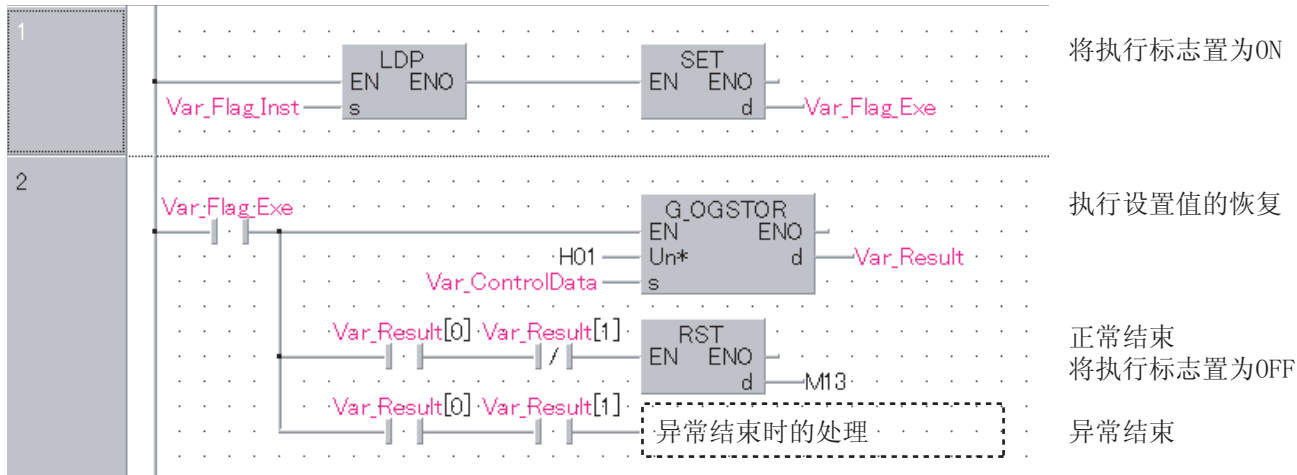 1
LDP
EN ENO
s
Var_Flag_Inst
SET
EN ENO
d
Var_Flag_Exe
将执行标志置为ON
2
Var_Flag_Exe
G_OGSTOR
EN ENO
H01
Un* d
Var_Result
Var_ControlData
s
执行设置值的恢复
Var_Result[0] Var_Result[1]
RST
EN ENO
d
M13
正常结束
将执行标志置为OFF
Var_Result[0] Var_Result[1]
异常结束时的处理
异常结束